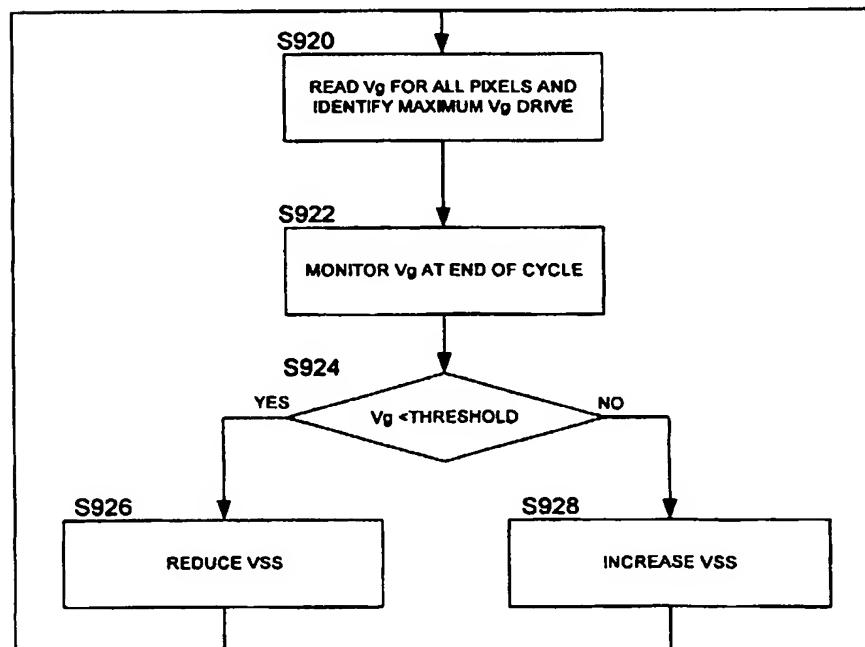 S920
READ Vg FOR ALL PIXELS AND
IDENTIFY MAXIMUM Vg DRIVE
S922
MONITOR Vg AT END OF CYCLE
S924
YES
Vg <THRESHOLD
NO
S926
REDUCE VSS
S928
INCREASE VSS